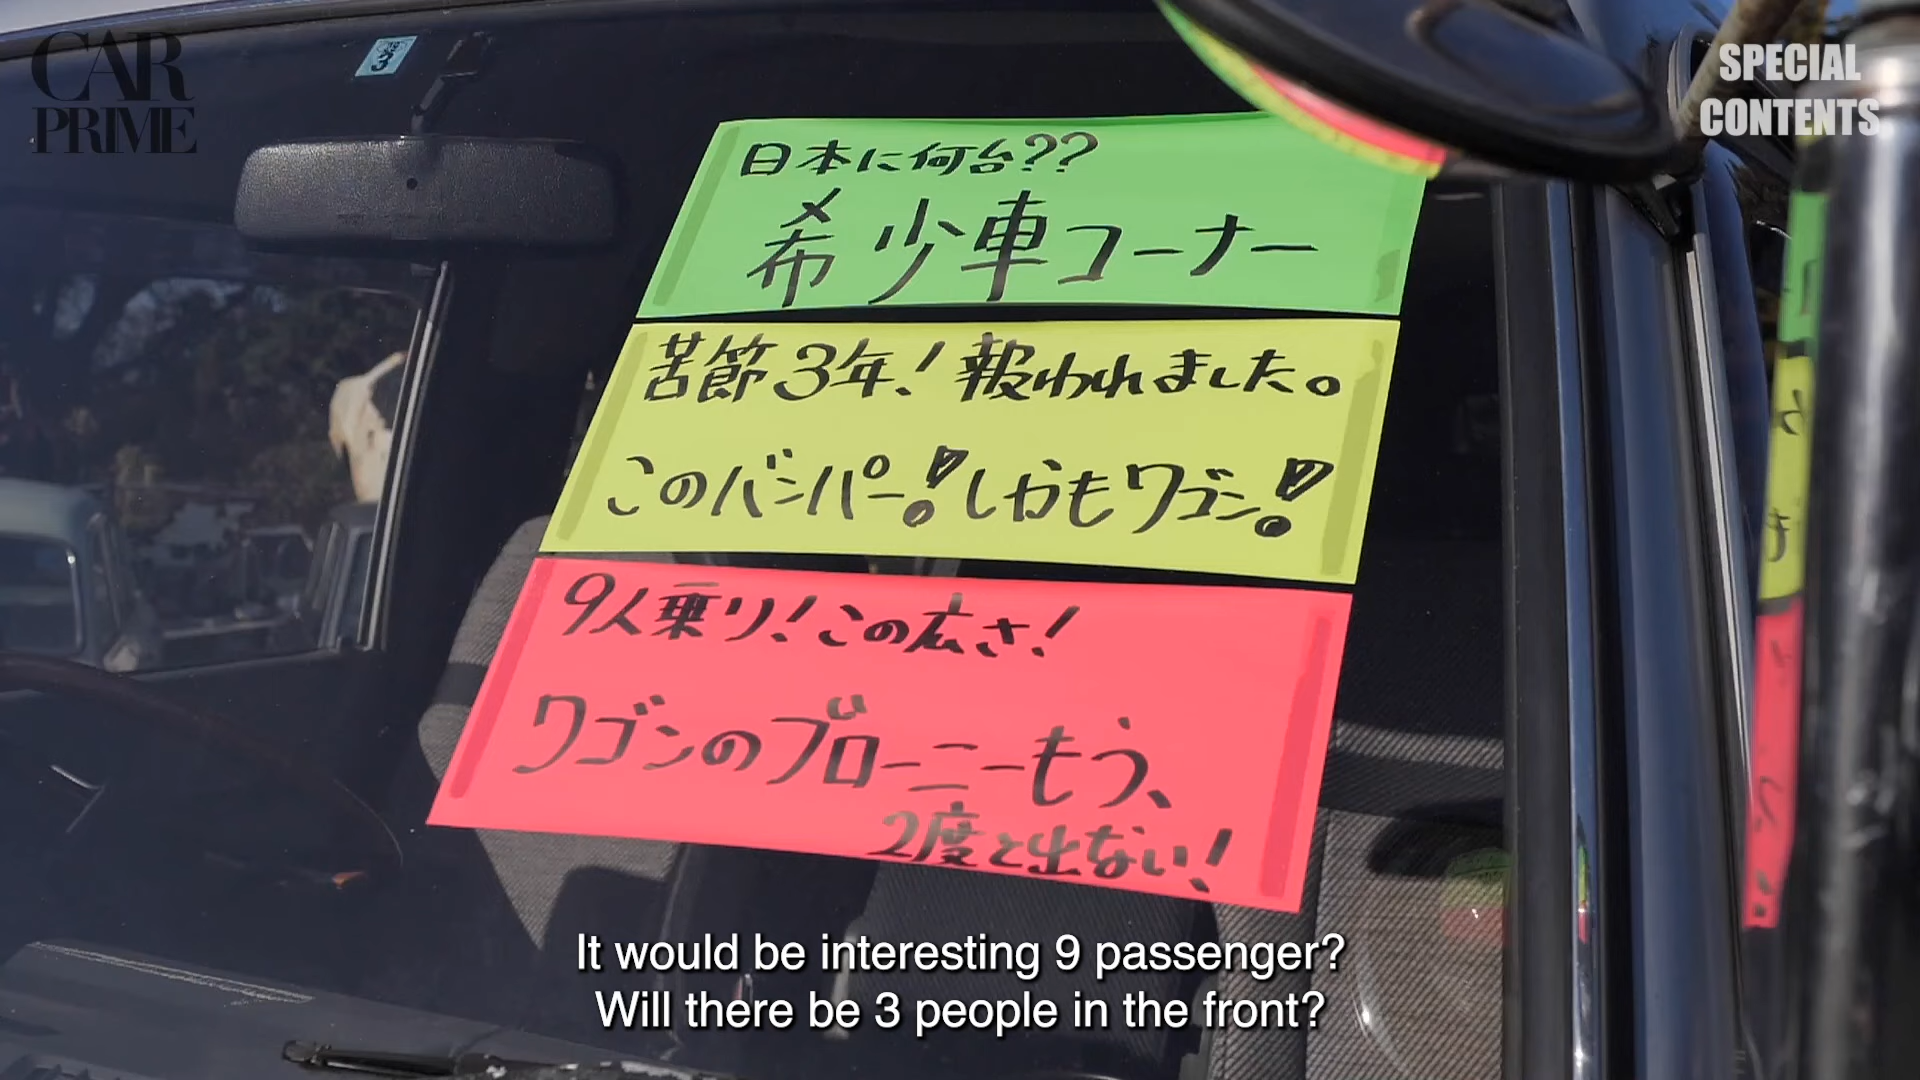 CAR
PRIME
SPECIAL
CONTENTS
3
日本に何台??
希少車コーナー
苦節3年!報われました。
このバンパー!しかもワゴン!
9人乗り!この広さ!
ワゴンのブローニーもう、
2度と出ない!
It would be interesting 9 passenger?
Will there be 3 people in the front?